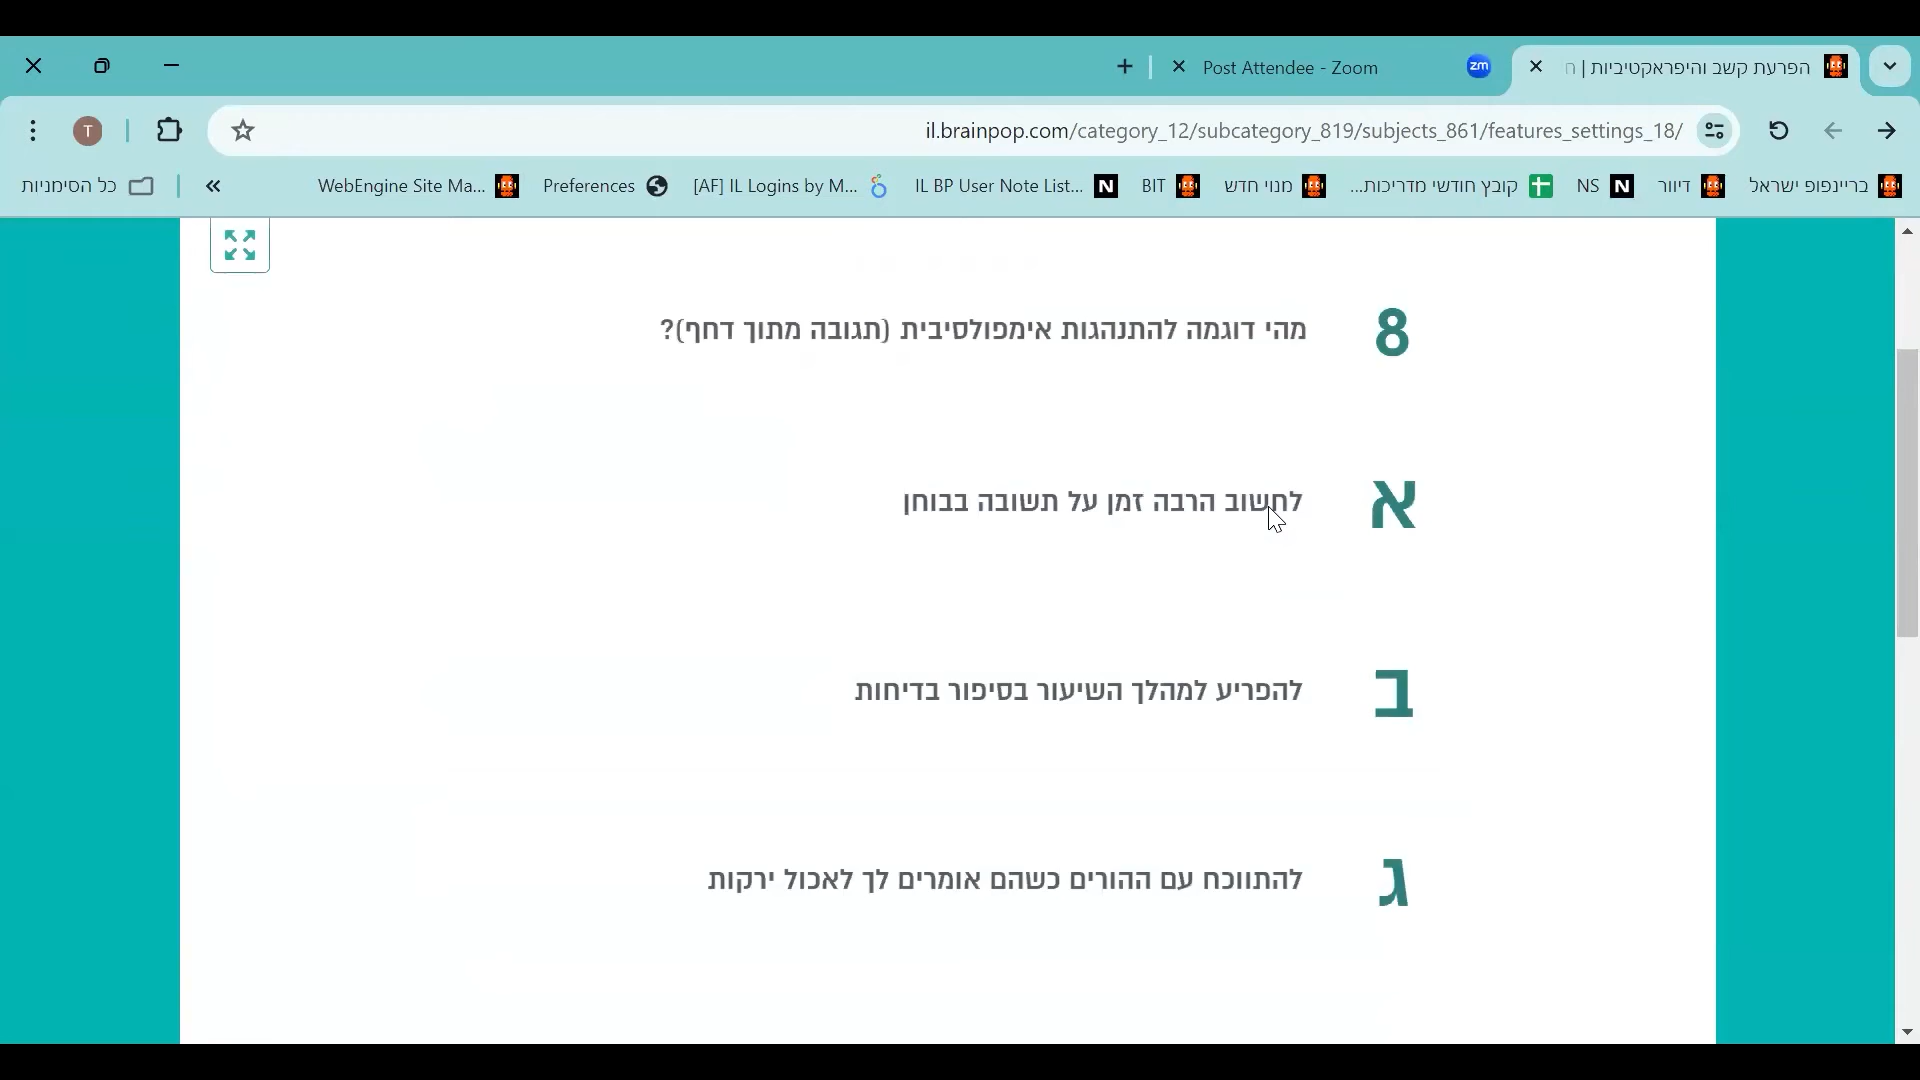 הפרעת קשב והיפראקטיביות | ח
Post Attendee - Zoom
zm
il.brainpop.com/category_12/subcategory_819/subjects_861/features_settings_18/
T
בריינפופ ישראל
דיוור
NS
קובץ חודשי מדריכות...
מנוי חדש
BIT
IL BP User Note List...
[AF] IL Logins by M...
Preferences
WebEngine Site Ma...
כל הסימניות
8 מהי דוגמה להתנהגות אימפולסיבית (תגובה מתוך דחף)?
א לחשוב הרבה זמן על תשובה בבוחן
ב להפריע למהלך השיעור בסיפור בדיחות
ג להתווכח עם ההורים כשהם אומרים לך לאכול ירקות